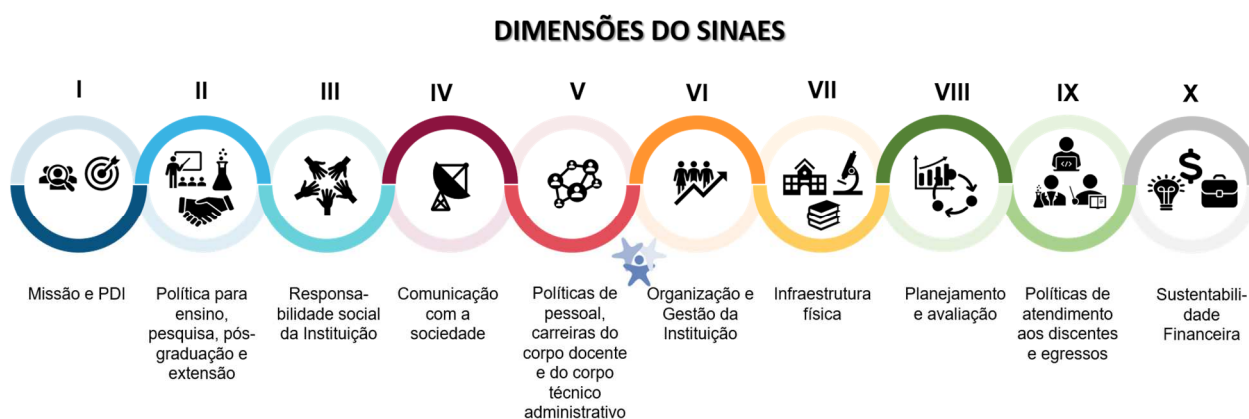 DIMENSÕES DO SINAES
I
II
III
IV
V
VI
VII
VIII
IX
X
Missão e PDI
Política para
ensino,
pesquisa, pós-
graduação e
extensão
Responsa-
bilidade social
da Instituição
Comunicação
com a
sociedade
Políticas de
pessoal,
carreiras do
corpo docente
e do corpo
técnico
administrativo
Organização e
Gestão da
Instituição
Infraestrutura
física
Planejamento
e avaliação
Políticas de
atendimento
aos discentes
e egressos
Sustentabili-
dade
Financeira